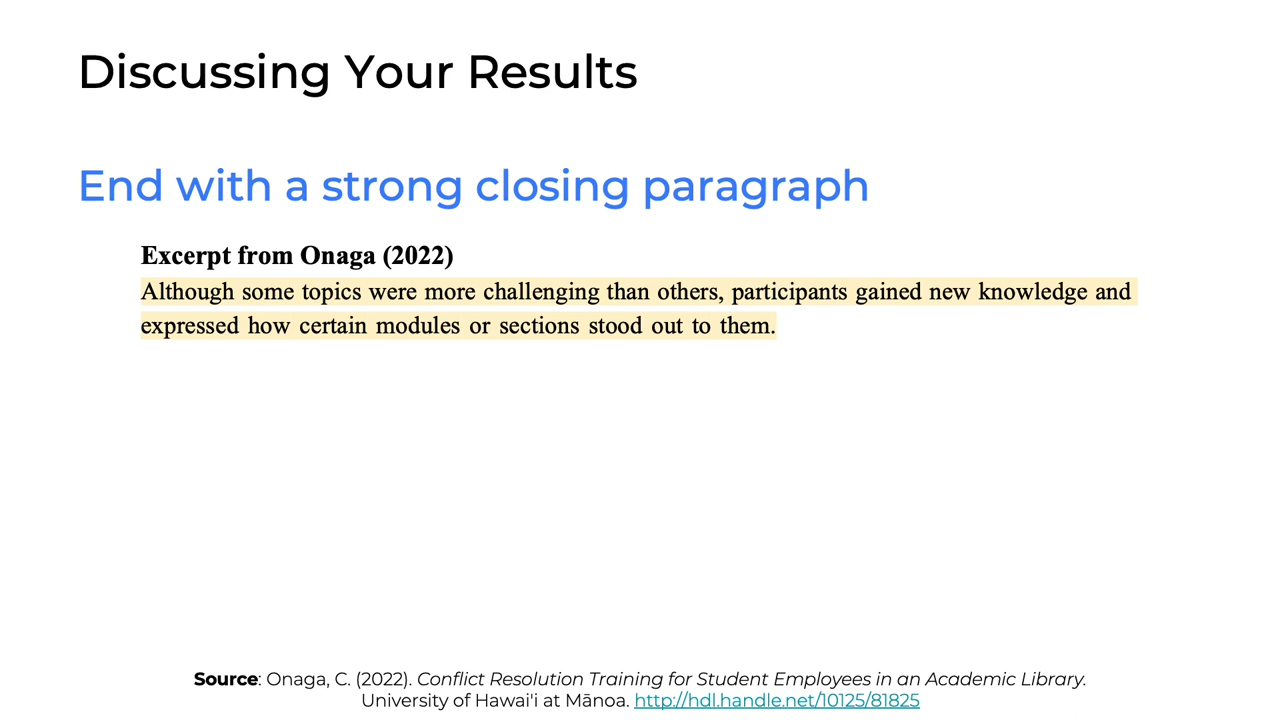 Discussing Your Results
End with a strong closing paragraph
Excerpt from Onaga (2022)
Although some topics were more challenging than others, participants gained new knowledge and
expressed how certain modules or sections stood out to them.
Source: Onaga, C. (2022). Conflict Resolution Training for Student Employees in an Academic Library.
University of Hawai'i at Mānoa. http://hdl.handle.net/10125/81825